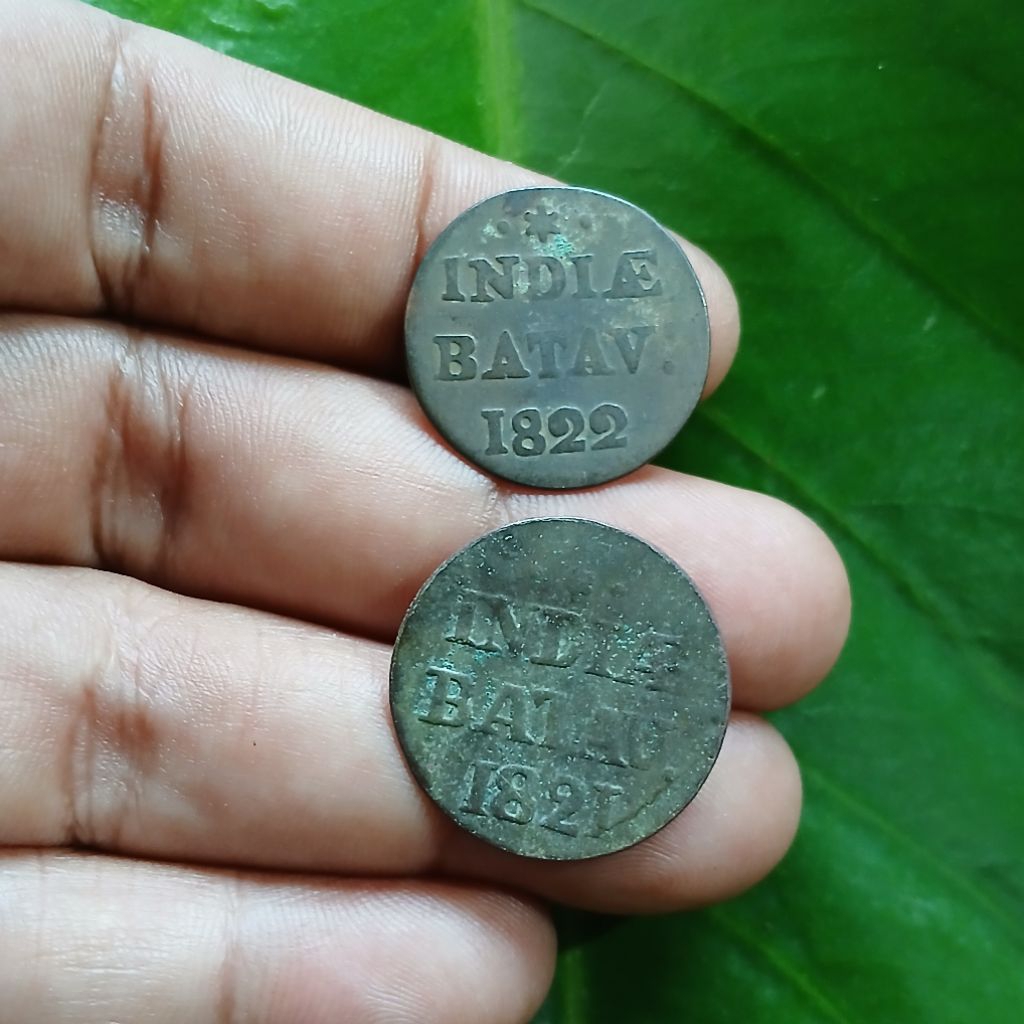 INDIÆ
BATAV.
1822
INDIÆ
BATAV
1821